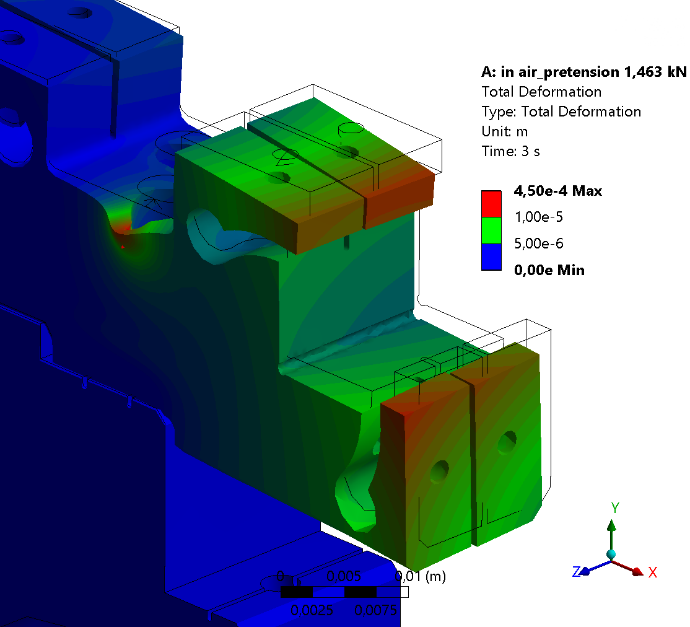 A: in air_pretension 1,463 kN
Total Deformation
Type: Total Deformation
Unit: m
Time: 3 s
4,50e-4 Max
1,00e-5
5,00e-6
0,00e Min
Y
Z
X
0 0,005 0,01 (m)
0,0025 0,0075